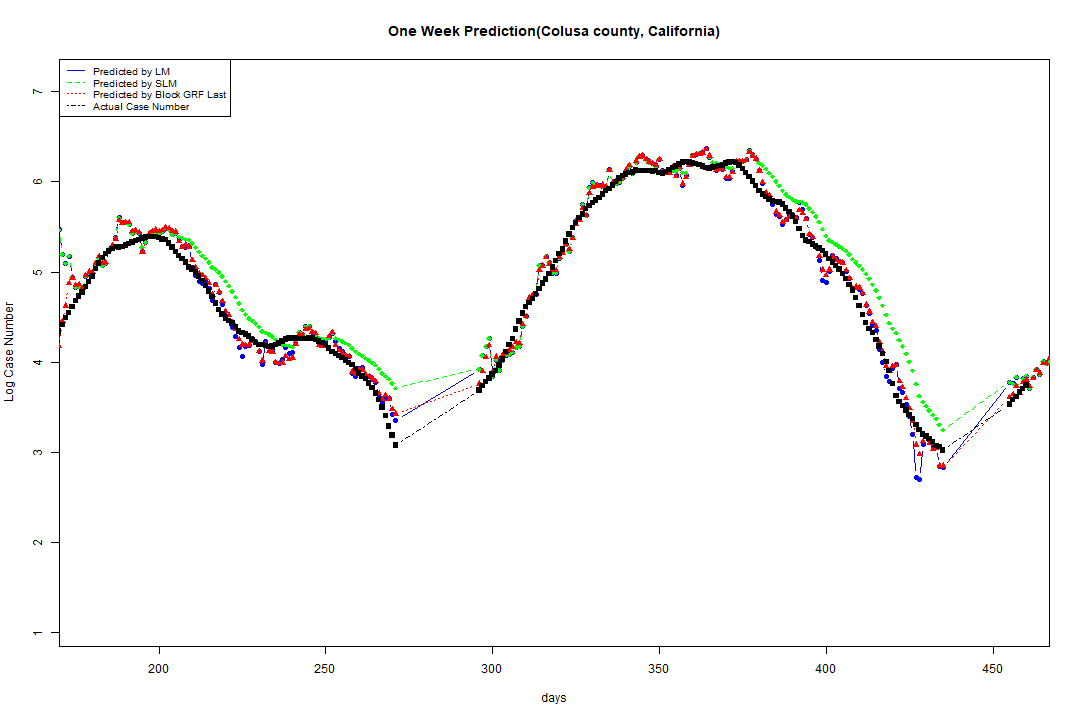 One Week Prediction(Colusa county, California)
Predicted by LM
Predicted by SLM
Predicted by Block GRF Last
Actual Case Number
7
6
5
4
3
2
1
Log Case Number
200 250 300 350 400 450
days